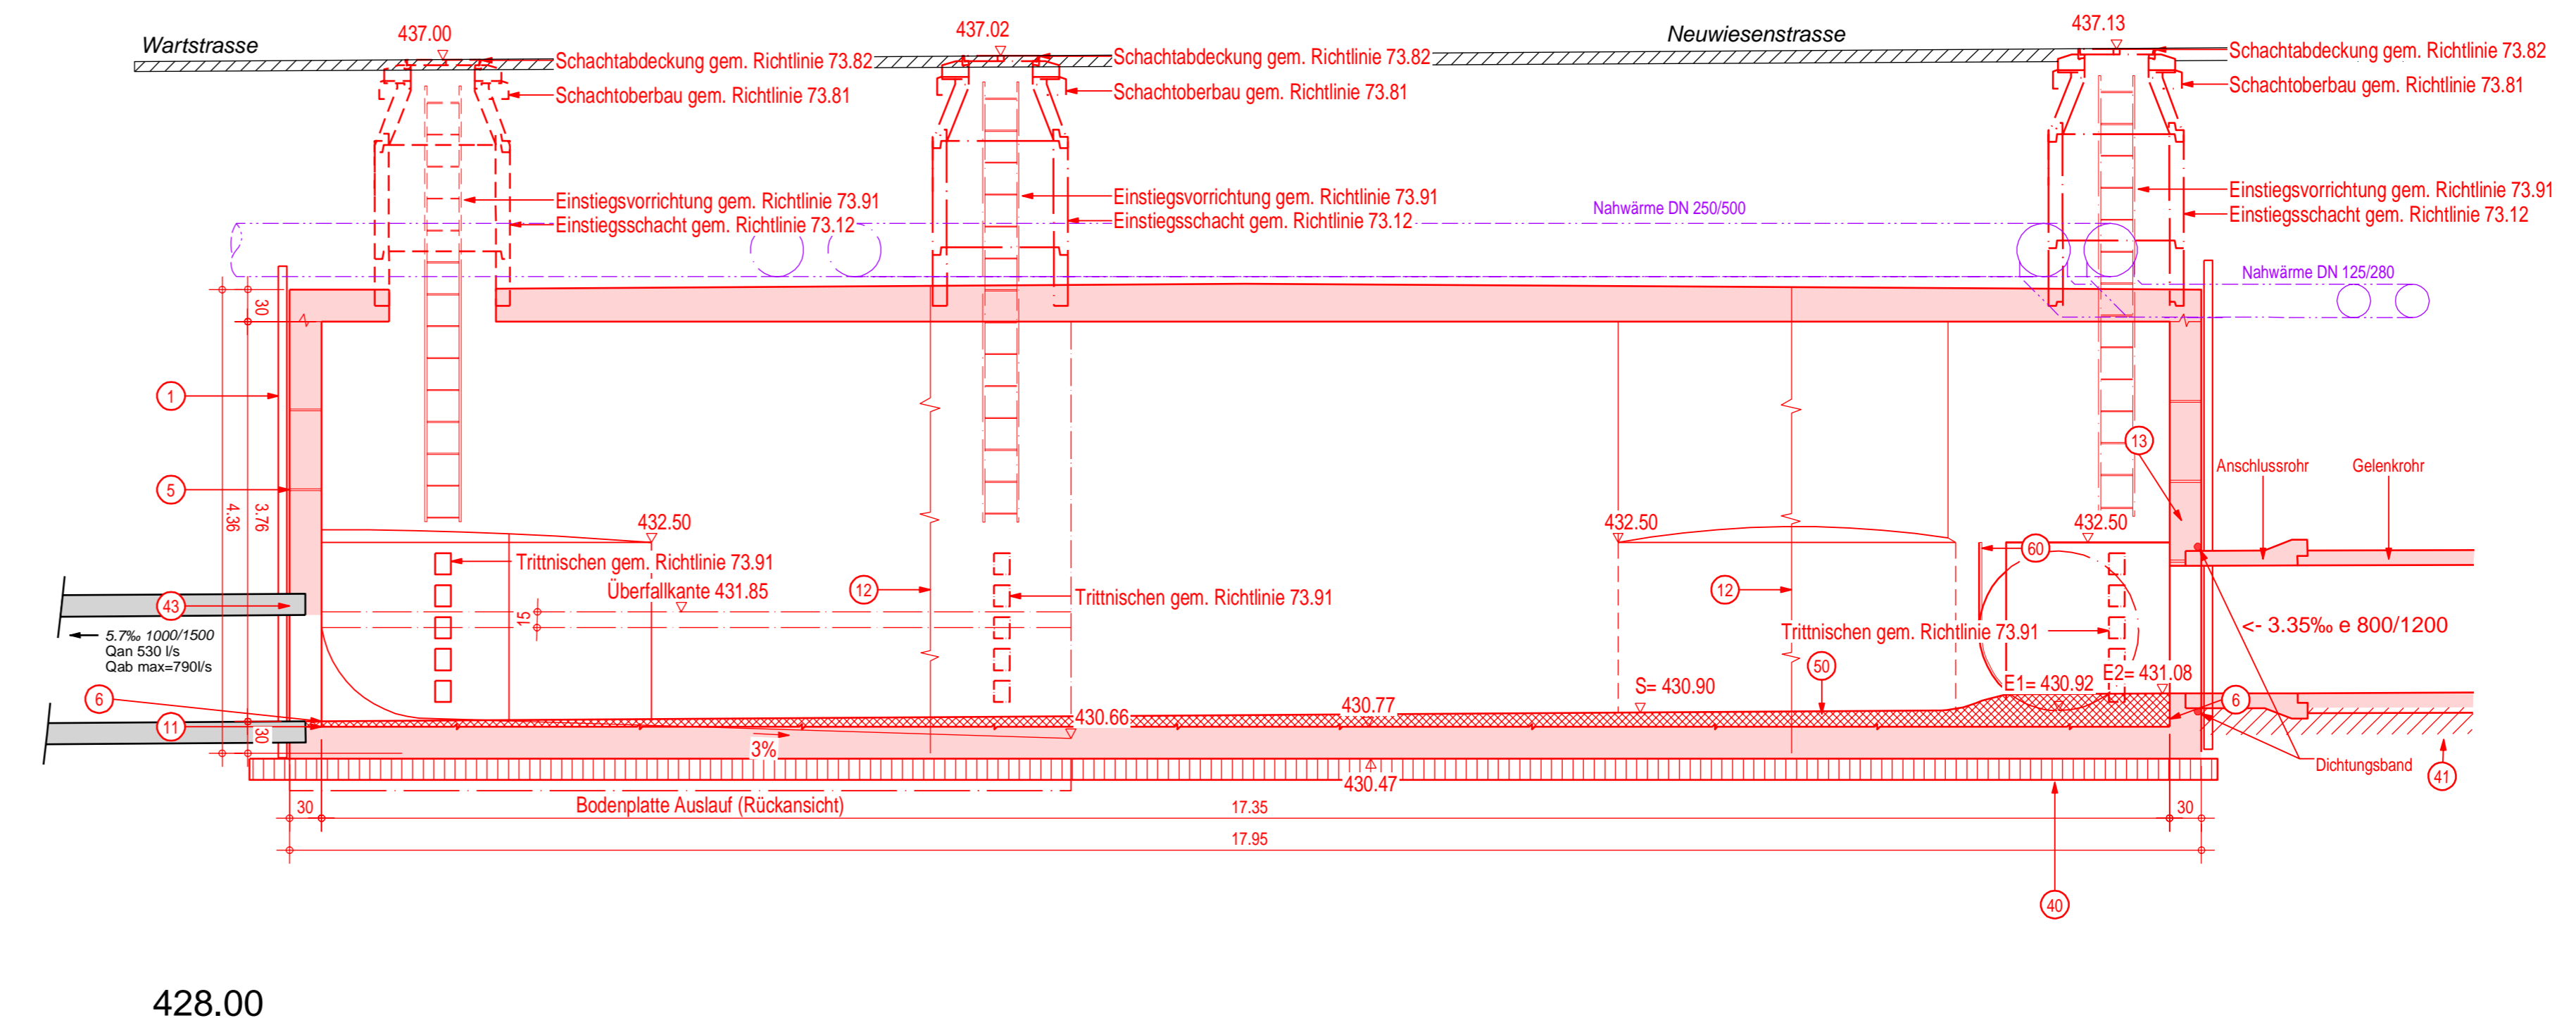 Wartstrasse
437.00
437.02
Neuwiesenstrasse
437.13
Schachtabdeckung gem. Richtlinie 73.82
Schachtabdeckung gem. Richtlinie 73.82
Schachtabdeckung gem. Richtlinie 73.82
Schachtoberbau gem. Richtlinie 73.81
Schachtoberbau gem. Richtlinie 73.81
Schachtoberbau gem. Richtlinie 73.81
Einstiegsvorrichtung gem. Richtlinie 73.91
Einstiegsvorrichtung gem. Richtlinie 73.91
Einstiegsvorrichtung gem. Richtlinie 73.91
Einstiegsschacht gem. Richtlinie 73.12
Einstiegsschacht gem. Richtlinie 73.12
Einstiegsschacht gem. Richtlinie 73.12
Nahwärme DN 250/500
Nahwärme DN 125/280
30
1
13
Anschlussrohr
Gelenkrohr
5
4.36
3.76
432.50
432.50
432.50
60
Trittnischen gem. Richtlinie 73.91
Überfallkante 431.85
15
12
Trittnischen gem. Richtlinie 73.91
12
43
5.7‰ 1000/1500
Qan 530 l/s
Qab max=790l/s
Trittnischen gem. Richtlinie 73.91
<- 3.35‰ e 800/1200
50
6
S= 430.90
E1= 430.92
E2= 431.08
6
11
30
430.66
430.77
3%
430.47
Dichtungsband
41
Bodenplatte Auslauf (Rückansicht)
30
17.35
30
17.95
40
428.00